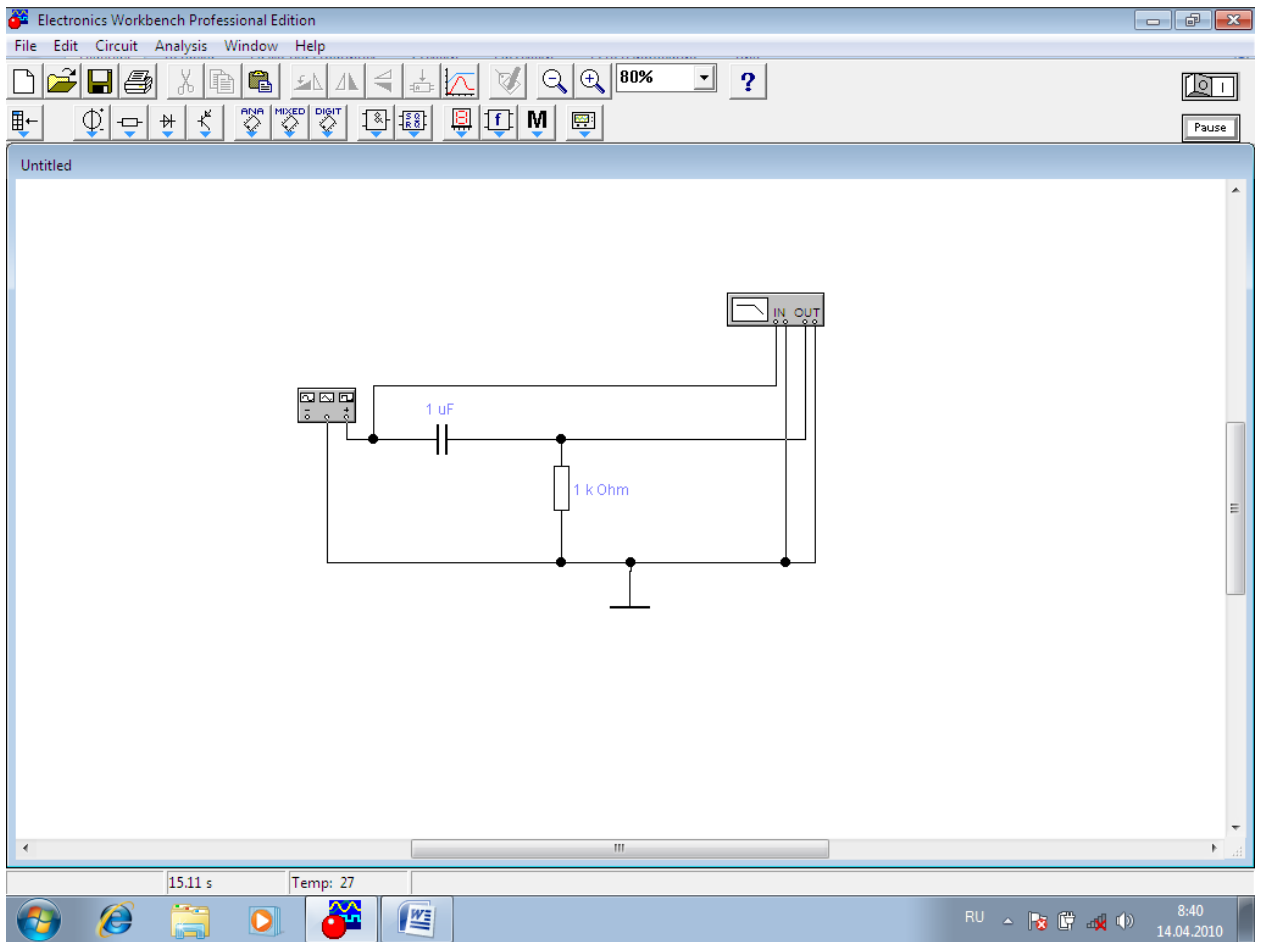 Electronics Workbench Professional Edition
File Edit Circuit Analysis Window Help
80%
?
ANA MIXED DIGIT
&
f
M
Pause
Untitled
IN OUT
1 uF
1 k Ohm
15.11 s
Temp: 27
RU
8:40
14.04.2010